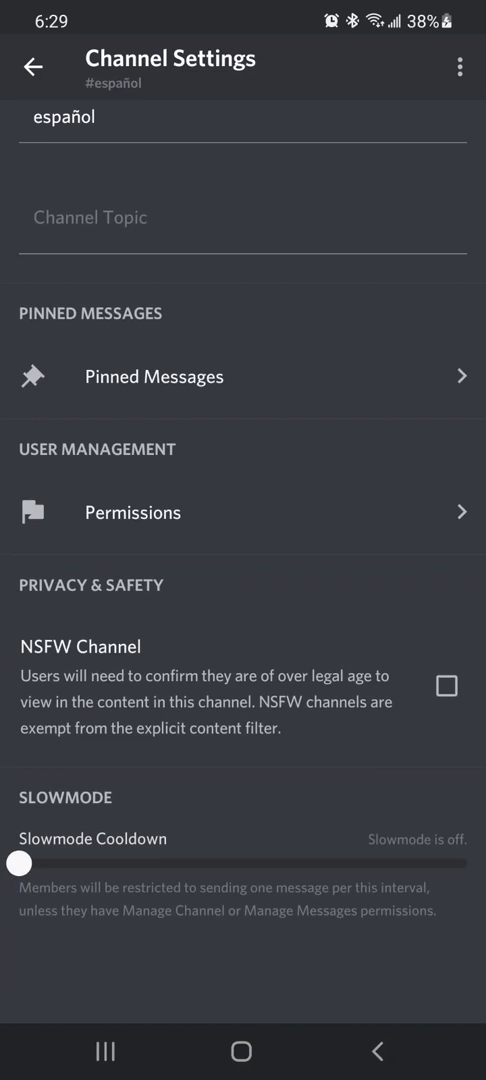 6:29
38%
Channel Settings
#español
español
Channel Topic
PINNED MESSAGES
Pinned Messages
USER MANAGEMENT
Permissions
PRIVACY & SAFETY
NSFW Channel
Users will need to confirm they are of over legal age to
view in the content in this channel. NSFW channels are
exempt from the explicit content filter.
SLOWMODE
Slowmode Cooldown
Slowmode is off.
Members will be restricted to sending one message per this interval,
unless they have Manage Channel or Manage Messages permissions.